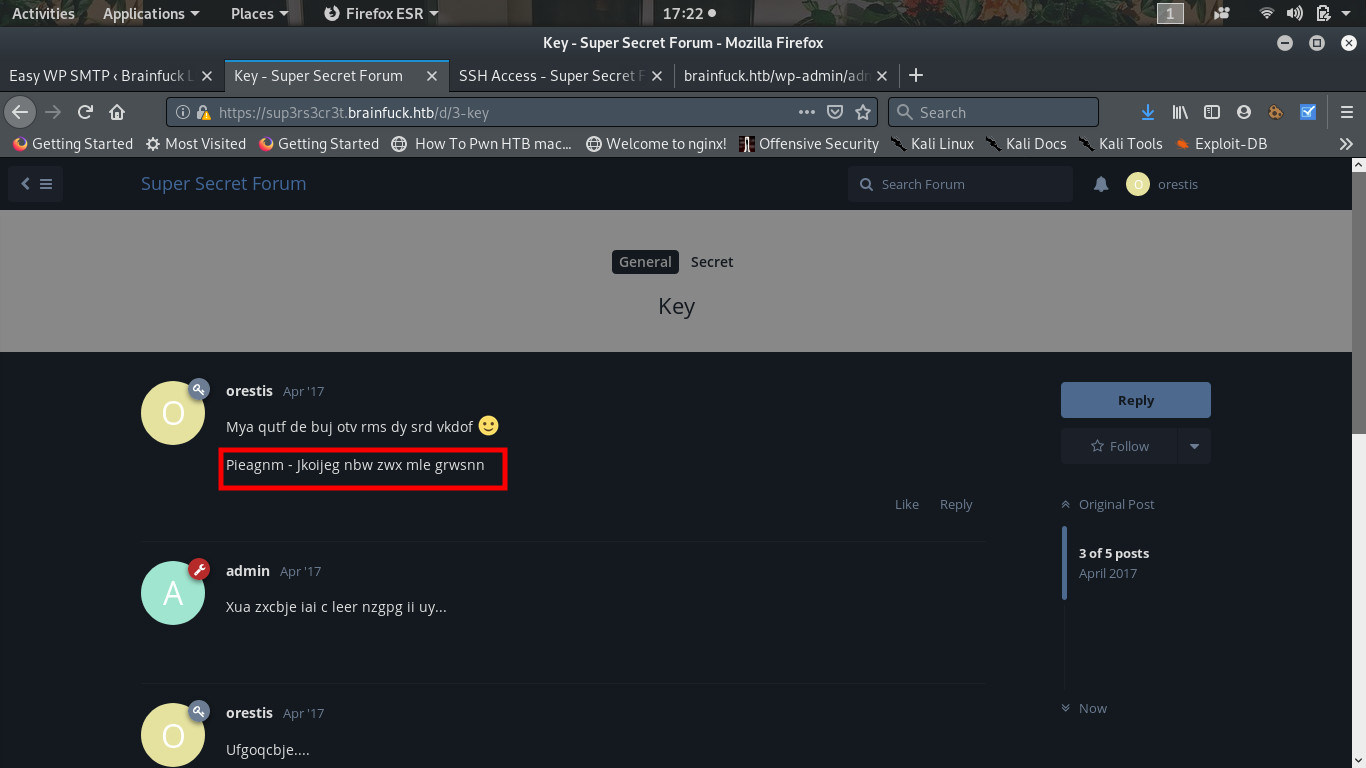 Activities Applications Places Firefox ESR 17:22 1
Key - Super Secret Forum - Mozilla Firefox
Easy WP SMTP ‹ Brainfuck L Key - Super Secret Forum SSH Access - Super Secret F brainfuck.htb/wp-admin/adm
https://sup3rs3cr3t.brainfuck.htb/d/3-key Search
Getting Started Most Visited Getting Started How To Pwn HTB mac... Welcome to nginx! Offensive Security Kali Linux Kali Docs Kali Tools Exploit-DB
Super Secret Forum Search Forum O orestis
General Secret
Key
O orestis Apr '17
Mya qutf de buj otv rms dy srd vkdof 🙂
Pieagnm - Jkoijeg nbw zwx mle grwsnn
Like Reply
A admin Apr '17
Xua zxcbje iai c leer nzgpg ii uy...
O orestis Apr '17
Ufgoqcbje....
Reply
Follow
Original Post
3 of 5 posts
April 2017
Now